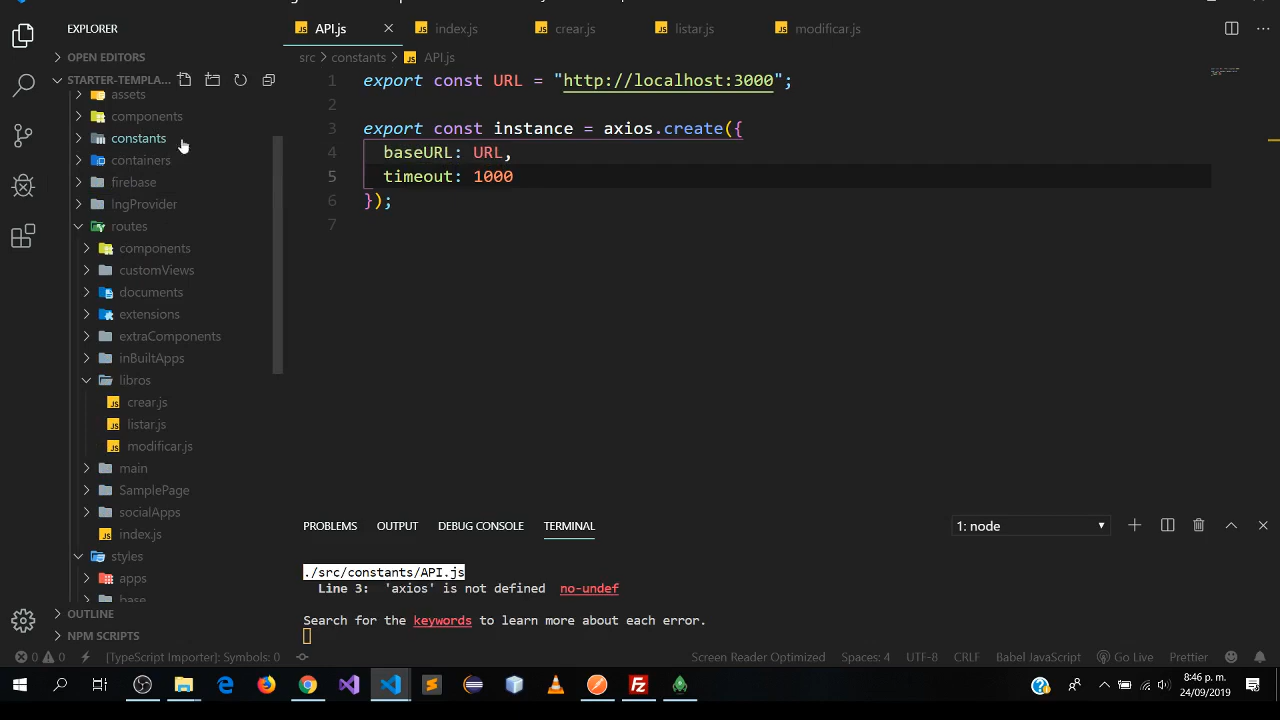 EXPLORER
API.js
index.js
crear.js
listar.js
modificar.js
OPEN EDITORS
src > constants > API.js
STARTER-TEMPLA...
assets
components
constants
containers
firebase
lngProvider
routes
components
customViews
documents
extensions
extraComponents
inBuiltApps
libros
crear.js
listar.js
modificar.js
main
SamplePage
socialApps
index.js
styles
apps
base
OUTLINE
NPM SCRIPTS
1 export const URL = "http://localhost:3000";
2
3 export const instance = axios.create({
4 baseURL: URL,
5 timeout: 1000
6 });
7
PROBLEMS OUTPUT DEBUG CONSOLE TERMINAL 1: node
./src/constants/API.js
Line 3: 'axios' is not defined no-undef
Search for the keywords to learn more about each error.
0 0 [TypeScript Importer]: Symbols: 0 Screen Reader Optimized Spaces: 4 UTF-8 CRLF Babel JavaScript Go Live Prettier
8:46 p. m.
24/09/2019